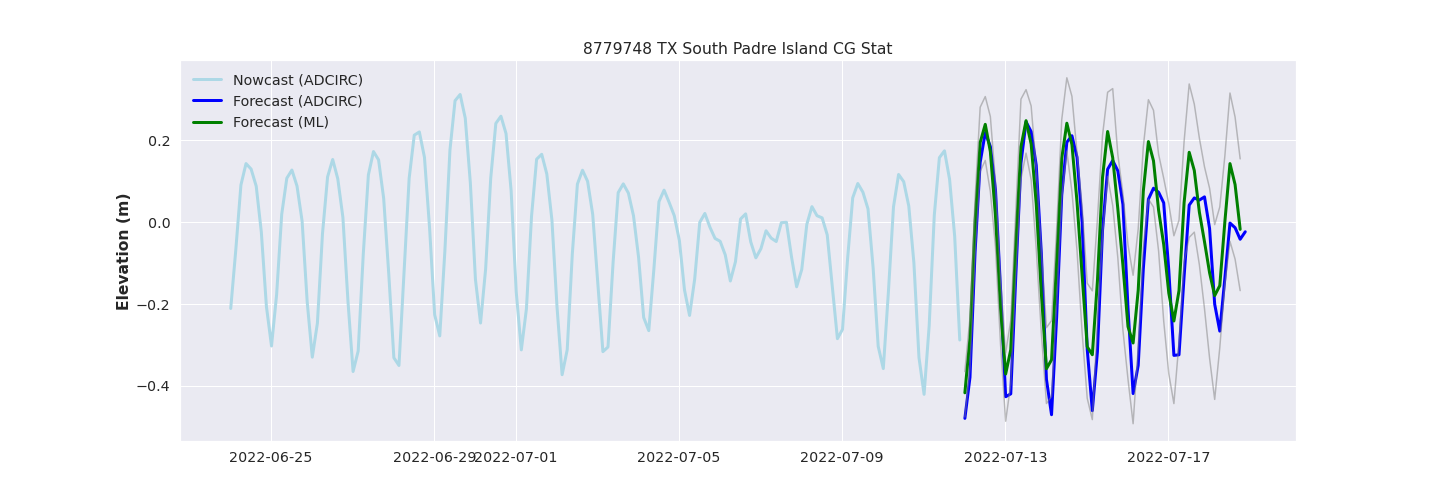 8779748 TX South Padre Island CG Stat
Nowcast (ADCIRC)
Forecast (ADCIRC)
Forecast (ML)
Elevation (m)
0.2
0.0
−0.2
−0.4
2022-06-25 2022-06-29 2022-07-01 2022-07-05 2022-07-09 2022-07-13 2022-07-17